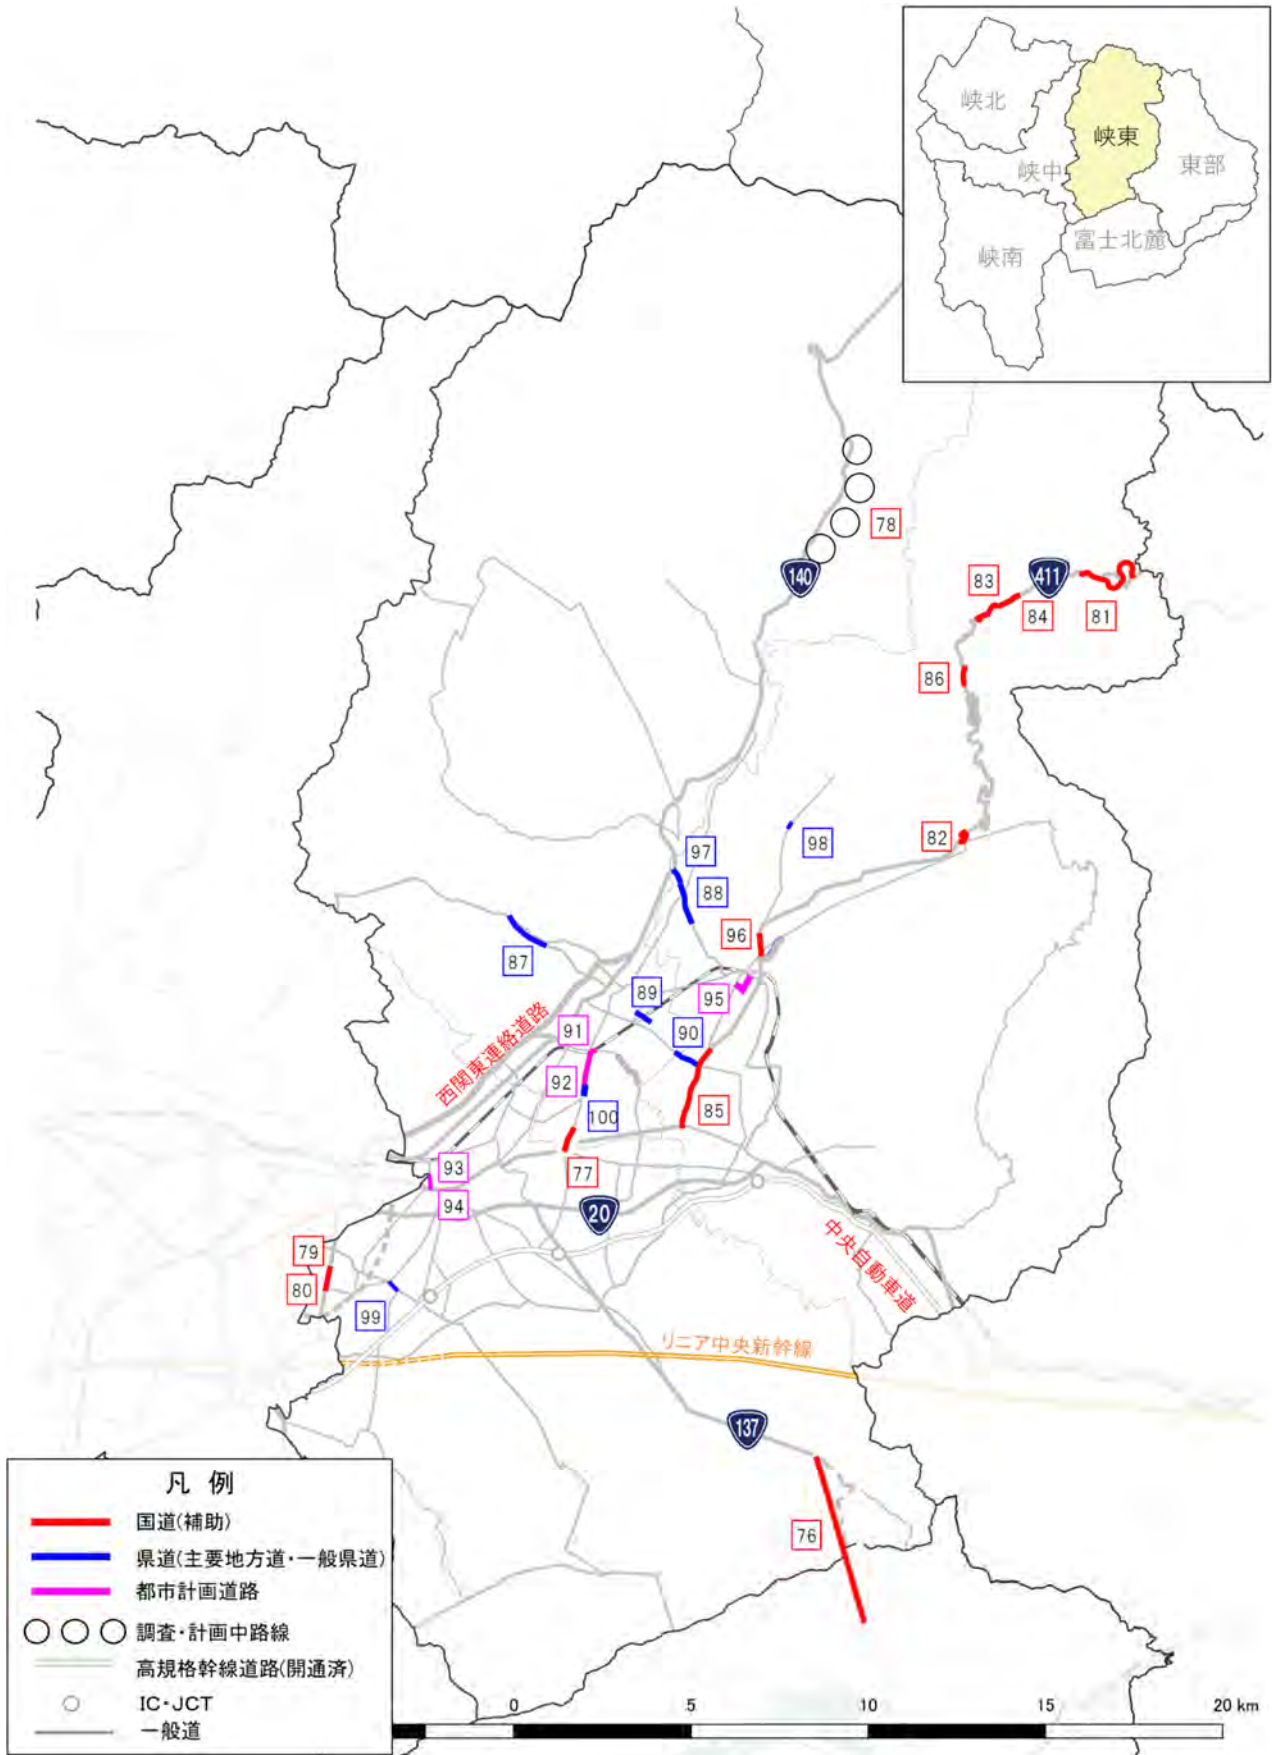 峡北
峡東
峡中
東部
富士北麓
峡南
78
140
83
411
84
81
86
82
98
97
88
96
87
89
95
西関東連絡道路
91
90
92
100
85
93
77
94
20
79
中央自動車道
80
99
リニア中央新幹線
137
76
凡 例
国道(補助)
県道(主要地方道・一般県道)
都市計画道路
調査・計画中路線
高規格幹線道路(開通済)
IC・JCT
一般道
0 5 10 15 20 km